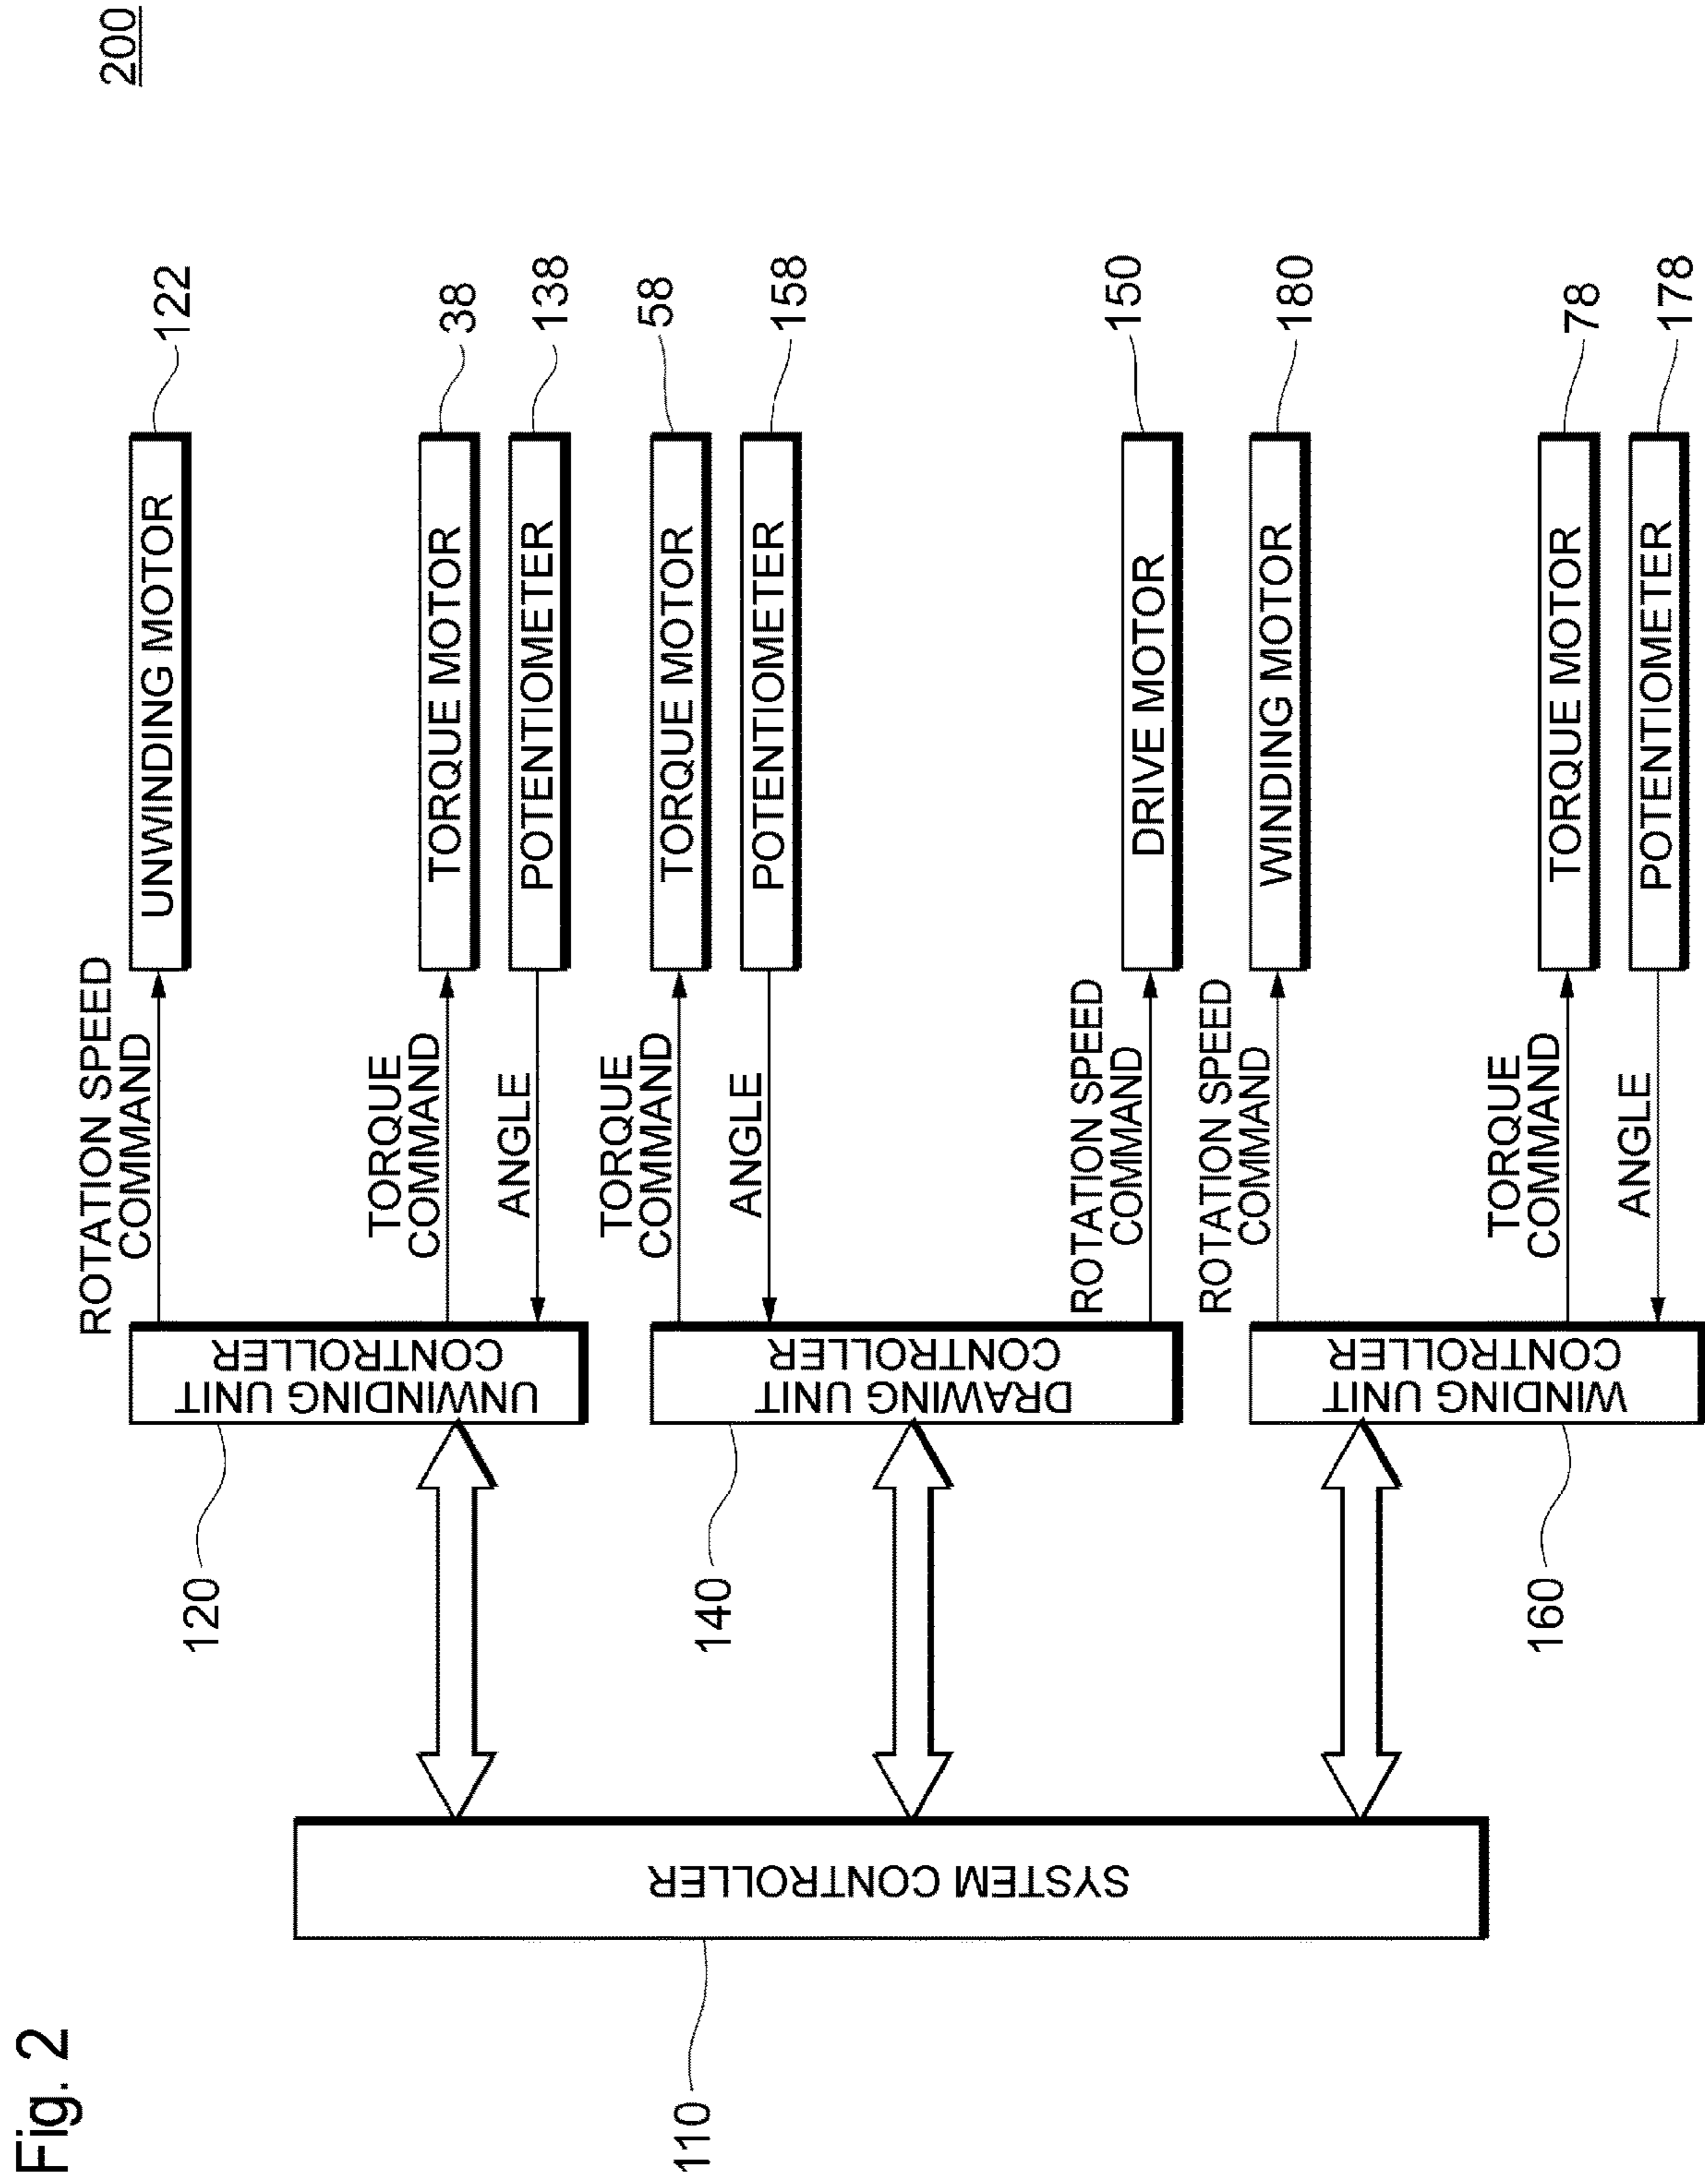 Fig. 2
200
110
SYSTEM CONTROLLER
120
UNWINDING UNIT
CONTROLLER
ROTATION SPEED
COMMAND
UNWINDING MOTOR
122
TORQUE
COMMAND
TORQUE MOTOR
38
ANGLE
POTENTIOMETER
138
140
DRAWING UNIT
CONTROLLER
TORQUE
COMMAND
TORQUE MOTOR
58
ANGLE
POTENTIOMETER
158
ROTATION SPEED
COMMAND
DRIVE MOTOR
150
160
WINDING UNIT
CONTROLLER
ROTATION SPEED
COMMAND
WINDING MOTOR
180
TORQUE
COMMAND
TORQUE MOTOR
78
ANGLE
POTENTIOMETER
178